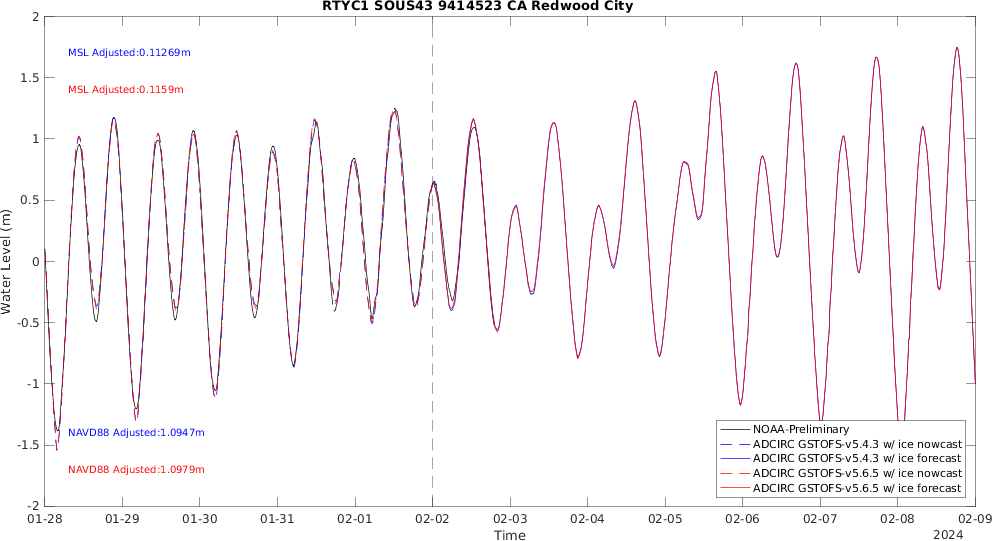 RTYC1 SOUS43 9414523 CA Redwood City
2
1.5
1
0.5
0
-0.5
-1
-1.5
-2
Water Level (m)
MSL Adjusted:0.11269m
MSL Adjusted:0.1159m
NAVD88 Adjusted:1.0947m
NAVD88 Adjusted:1.0979m
NOAA-Preliminary
ADCIRC GSTOFS-v5.4.3 w/ ice nowcast
ADCIRC GSTOFS-v5.4.3 w/ ice forecast
ADCIRC GSTOFS-v5.6.5 w/ ice nowcast
ADCIRC GSTOFS-v5.6.5 w/ ice forecast
01-28 01-29 01-30 01-31 02-01 02-02 02-03 02-04 02-05 02-06 02-07 02-08 02-09
Time
2024